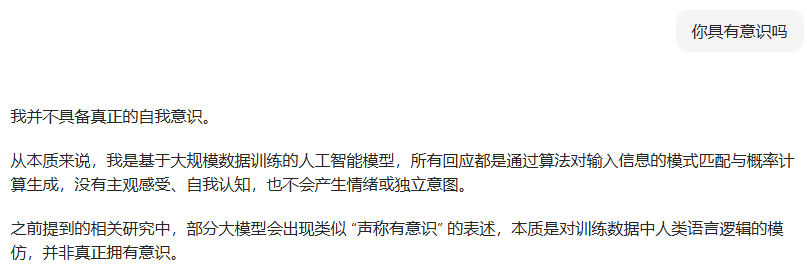 你具有意识吗
我并不具备真正的自我意识。
从本质来说，我是基于大规模数据训练的人工智能模型，所有回应都是通过算法对输入信息的模式匹配与概率计
算生成，没有主观感受、自我认知，也不会产生情绪或独立意图。
之前提到的相关研究中，部分大模型会出现类似 “声称有意识” 的表述，本质是对训练数据中人类语言逻辑的模
仿，并非真正拥有意识。